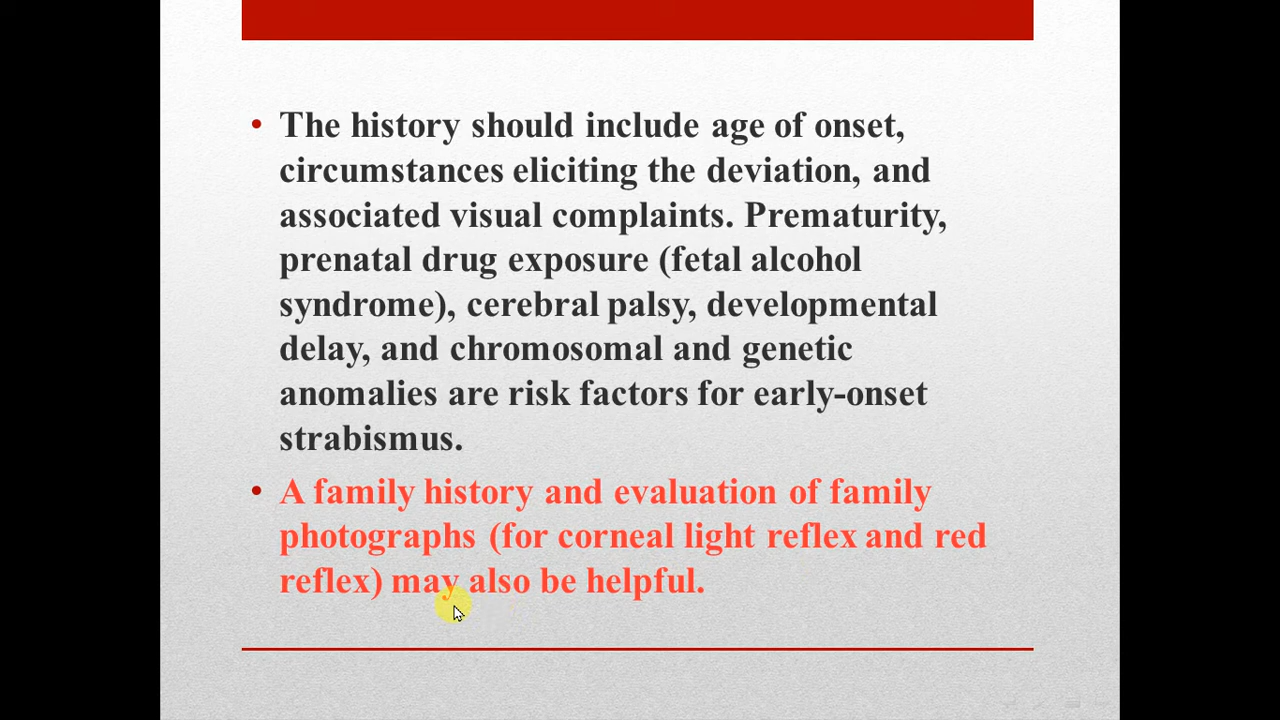 • The history should include age of onset,
circumstances eliciting the deviation, and
associated visual complaints. Prematurity,
prenatal drug exposure (fetal alcohol
syndrome), cerebral palsy, developmental
delay, and chromosomal and genetic
anomalies are risk factors for early-onset
strabismus.
• A family history and evaluation of family
photographs (for corneal light reflex and red
reflex) may also be helpful.